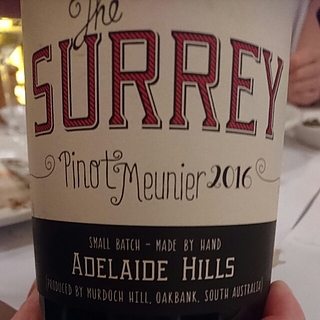 The
SURREY
Pinot Meunier 2016
SMALL BATCH - MADE BY HAND
ADELAIDE HILLS
(PRODUCED BY MURDOCH HILL, OAKBANK, SOUTH AUSTRALIA)